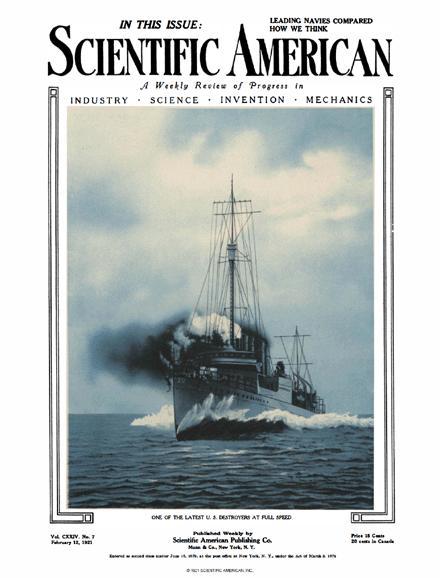 IN THIS ISSUE:
LEADING NAVIES COMPARED
HOW WE THINK
SCIENTIFIC AMERICAN
A Weekly Review of Progress in
INDUSTRY · SCIENCE · INVENTION · MECHANICS
ONE OF THE LATEST U. S. DESTROYERS AT FULL SPEED
Vol. CXXIV. No. 7
February 12, 1921
Published Weekly by
Scientific American Publishing Co.
Munn & Co., New York, N. Y.
Price 15 Cents
20 cents in Canada
Entered as second class matter June 18, 1879, at the post office at New York, N. Y., under the Act of March 3, 1879
© 1921 SCIENTIFIC AMERICAN, INC.